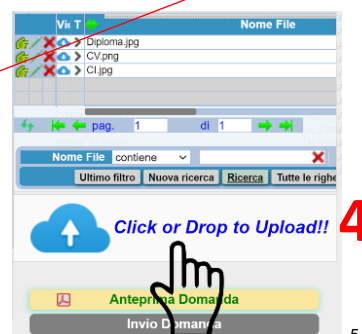 Vi T Nome File
Diploma.jpg
CV.png
CI.jpg
pag. 1 di 1
Nome File contiene
Ultimo filtro Nuova ricerca Ricerca Tutte le righe
Click or Drop to Upload!! 4
Anteprima Domanda
Invio Domanda
5